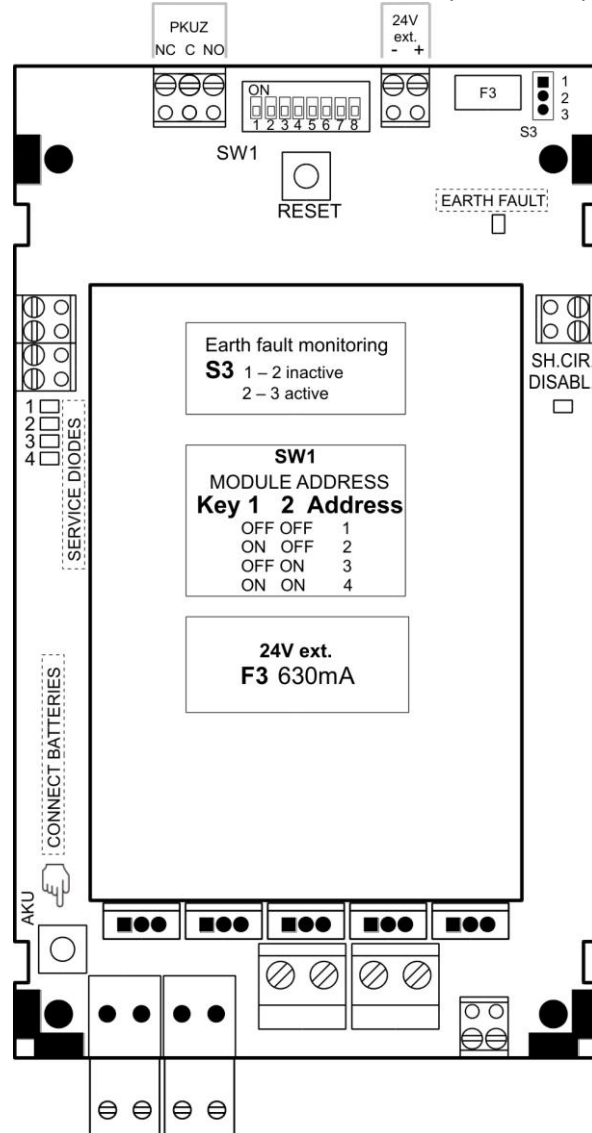 PKUZ
NC C NO
24V
ext.
- +
ON
1 2 3 4 5 6 7 8
SW1
RESET
F3
1
2
3
S3
EARTH FAULT
SH.CIR.
DISABL.
1
2
3
4
SERVICE DIODES
Earth fault monitoring
S3 1 – 2 inactive
2 – 3 active
SW1
MODULE ADDRESS
Key 1 2 Address
OFF OFF 1
ON OFF 2
OFF ON 3
ON ON 4
24V ext.
F3 630mA
CONNECT BATTERIES
AKU